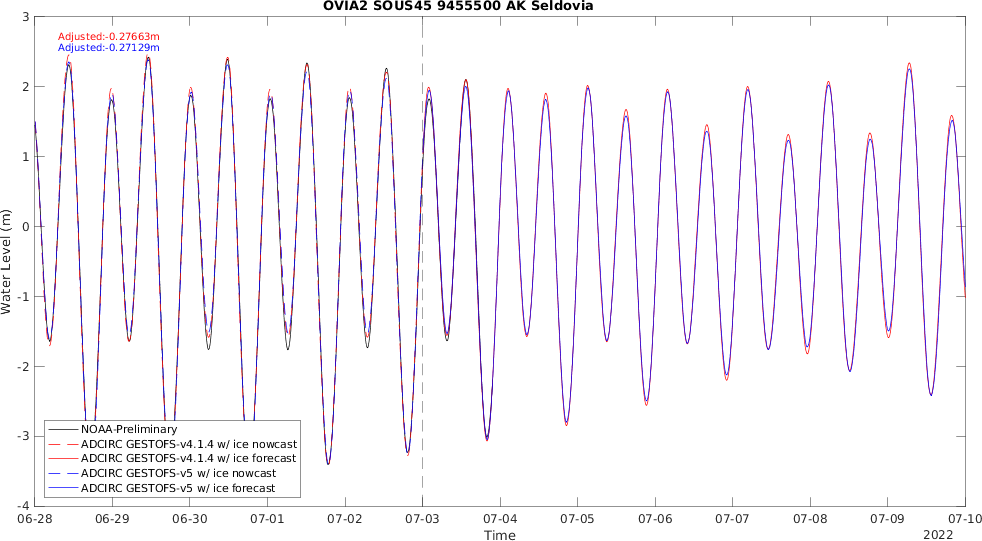 OVIA2 SOUS45 9455500 AK Seldovia
Adjusted:-0.27663m
Adjusted:-0.27129m
3
2
1
0
-1
-2
-3
-4
Water Level (m)
NOAA-Preliminary
ADCIRC GESTOFS-v4.1.4 w/ ice nowcast
ADCIRC GESTOFS-v4.1.4 w/ ice forecast
ADCIRC GESTOFS-v5 w/ ice nowcast
ADCIRC GESTOFS-v5 w/ ice forecast
06-28 06-29 06-30 07-01 07-02 07-03 07-04 07-05 07-06 07-07 07-08 07-09 07-10
Time
2022